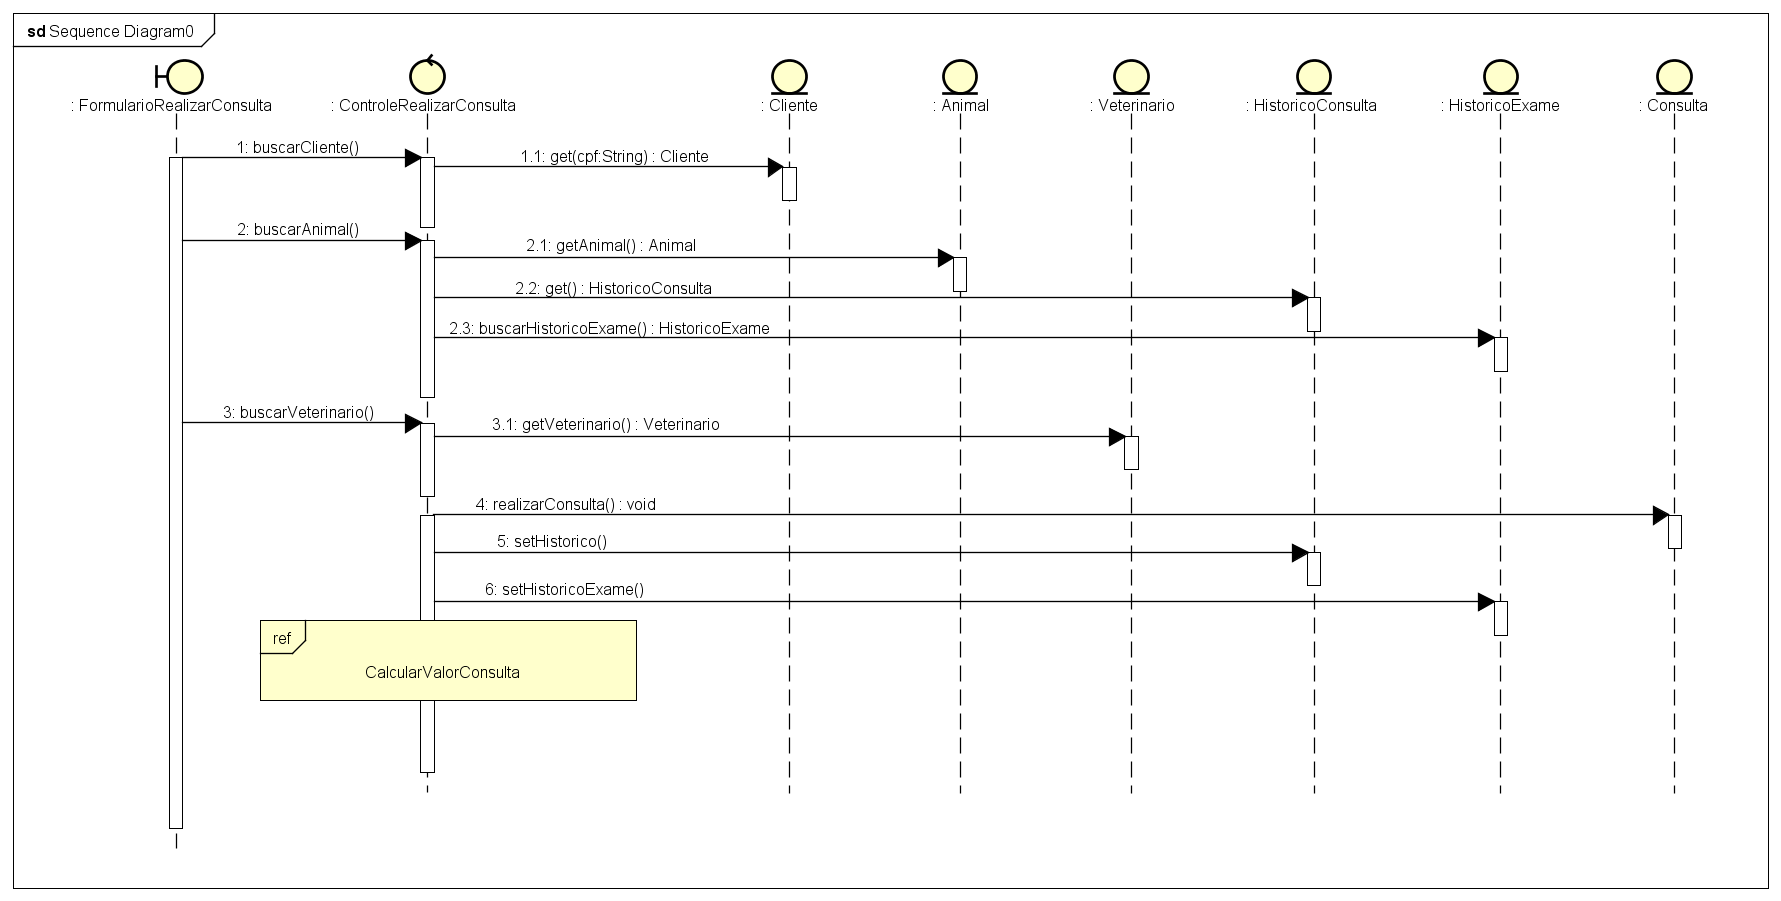 sd Sequence Diagram0
: FormularioRealizarConsulta
: ControleRealizarConsulta
: Cliente
: Animal
: Veterinario
: HistoricoConsulta
: HistoricoExame
: Consulta
1: buscarCliente()
1.1: get(cpf:String) : Cliente
2: buscarAnimal()
2.1: getAnimal() : Animal
2.2: get() : HistoricoConsulta
2.3: buscarHistoricoExame() : HistoricoExame
3: buscarVeterinario()
3.1: getVeterinario() : Veterinario
4: realizarConsulta() : void
5: setHistorico()
6: setHistoricoExame()
ref
CalcularValorConsulta